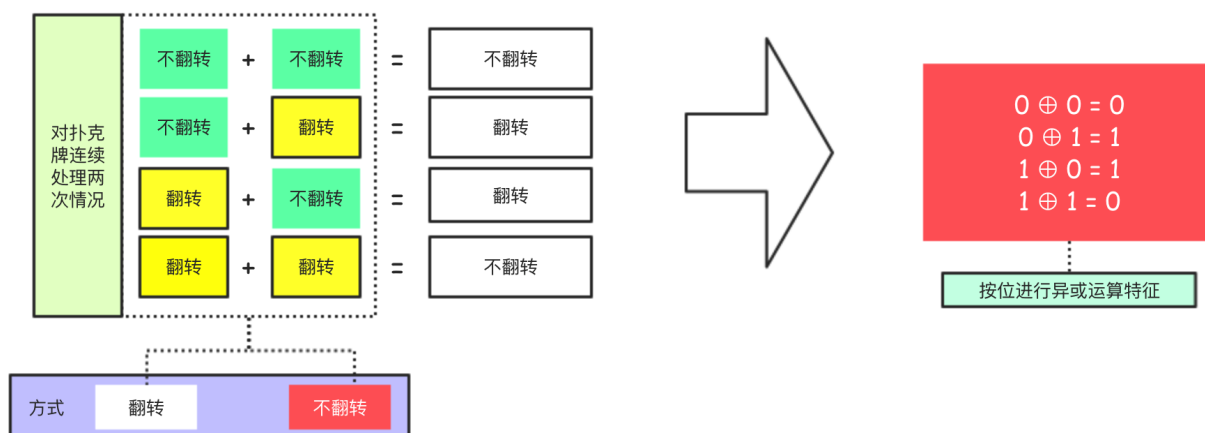 不翻转 + 不翻转 = 不翻转
不翻转 + 翻转 = 翻转
对扑克
牌连续
处理两
次情况
翻转 + 不翻转 = 翻转
翻转 + 翻转 = 不翻转
方式 翻转 不翻转
0 ⊕ 0 = 0
0 ⊕ 1 = 1
1 ⊕ 0 = 1
1 ⊕ 1 = 0
按位进行异或运算特征